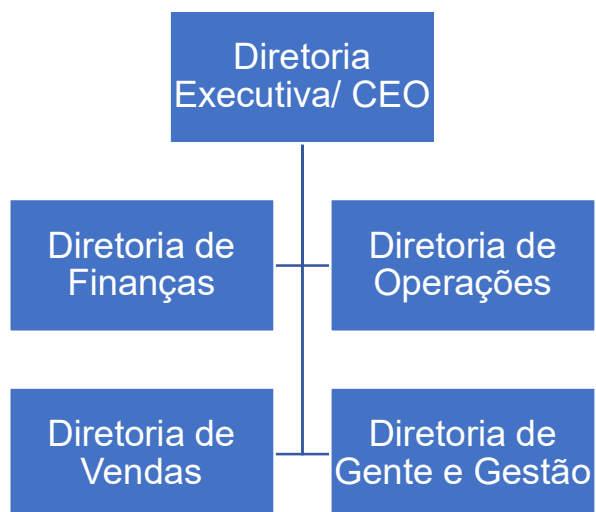 Diretoria
Executiva/ CEO
Diretoria de
Finanças
Diretoria de
Operações
Diretoria de
Vendas
Diretoria de
Gente e Gestão